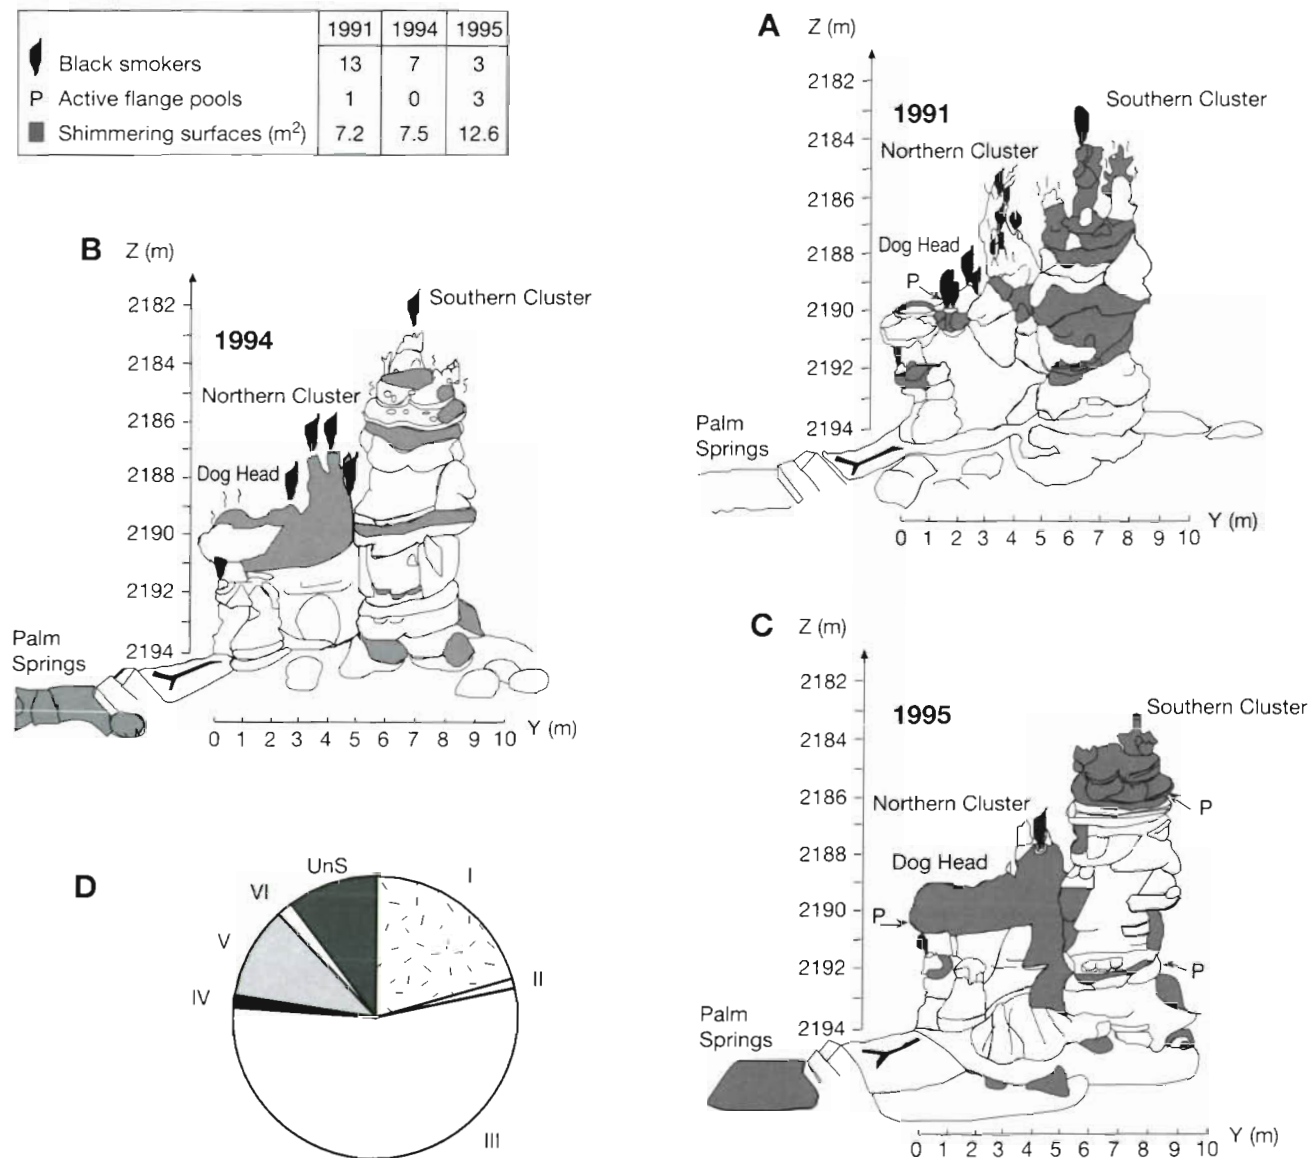 1991 1994 1995
Black smokers 13 7 3
P Active flange pools 1 0 3
Shimmering surfaces (m²) 7.2 7.5 12.6
A Z (m)
1991
Southern Cluster
Northern Cluster
Dog Head
P
2182
2184
2186
2188
2190
2192
2194
Palm
Springs
0 1 2 3 4 5 6 7 8 9 10 Y (m)
B Z (m)
1994
Southern Cluster
Northern Cluster
Dog Head
2182
2184
2186
2188
2190
2192
2194
Palm
Springs
0 1 2 3 4 5 6 7 8 9 10 Y (m)
C Z (m)
1995
Southern Cluster
Northern Cluster
Dog Head
P
P
P
2182
2184
2186
2188
2190
2192
2194
Palm
Springs
0 1 2 3 4 5 6 7 8 9 10 Y (m)
D
UnS
I
VI
V
IV
II
III